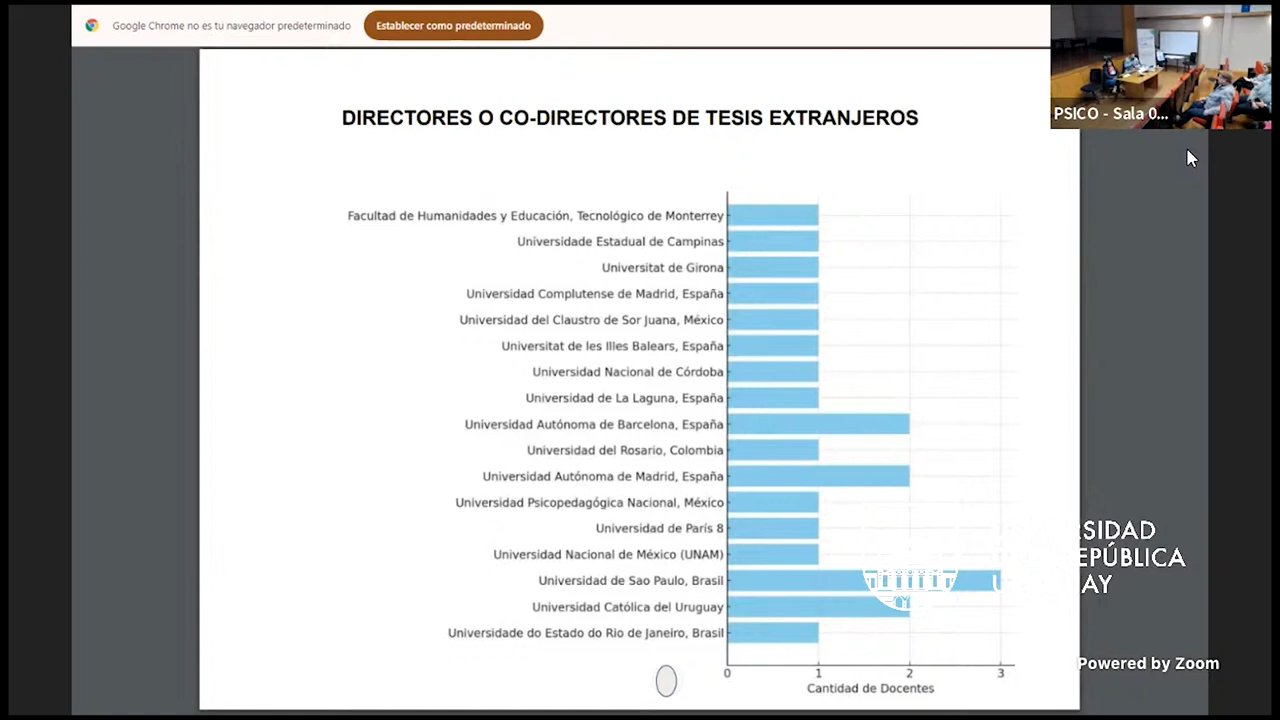 Google Chrome no es tu navegador predeterminado
Establecer como predeterminado
PSICO - Sala 0...
DIRECTORES O CO-DIRECTORES DE TESIS EXTRANJEROS
Facultad de Humanidades y Educación, Tecnológico de Monterrey
Universidade Estadual de Campinas
Universitat de Girona
Universidad Complutense de Madrid, España
Universidad del Claustro de Sor Juana, México
Universitat de les Illes Balears, España
Universidad Nacional de Córdoba
Universidad de La Laguna, España
Universidad Autónoma de Barcelona, España
Universidad del Rosario, Colombia
Universidad Autónoma de Madrid, España
Universidad Psicopedagógica Nacional, México
Universidad de París 8
Universidad Nacional de México (UNAM)
Universidad de Sao Paulo, Brasil
Universidad Católica del Uruguay
Universidade do Estado do Rio de Janeiro, Brasil
0 1 2 3
Cantidad de Docentes
Powered by Zoom